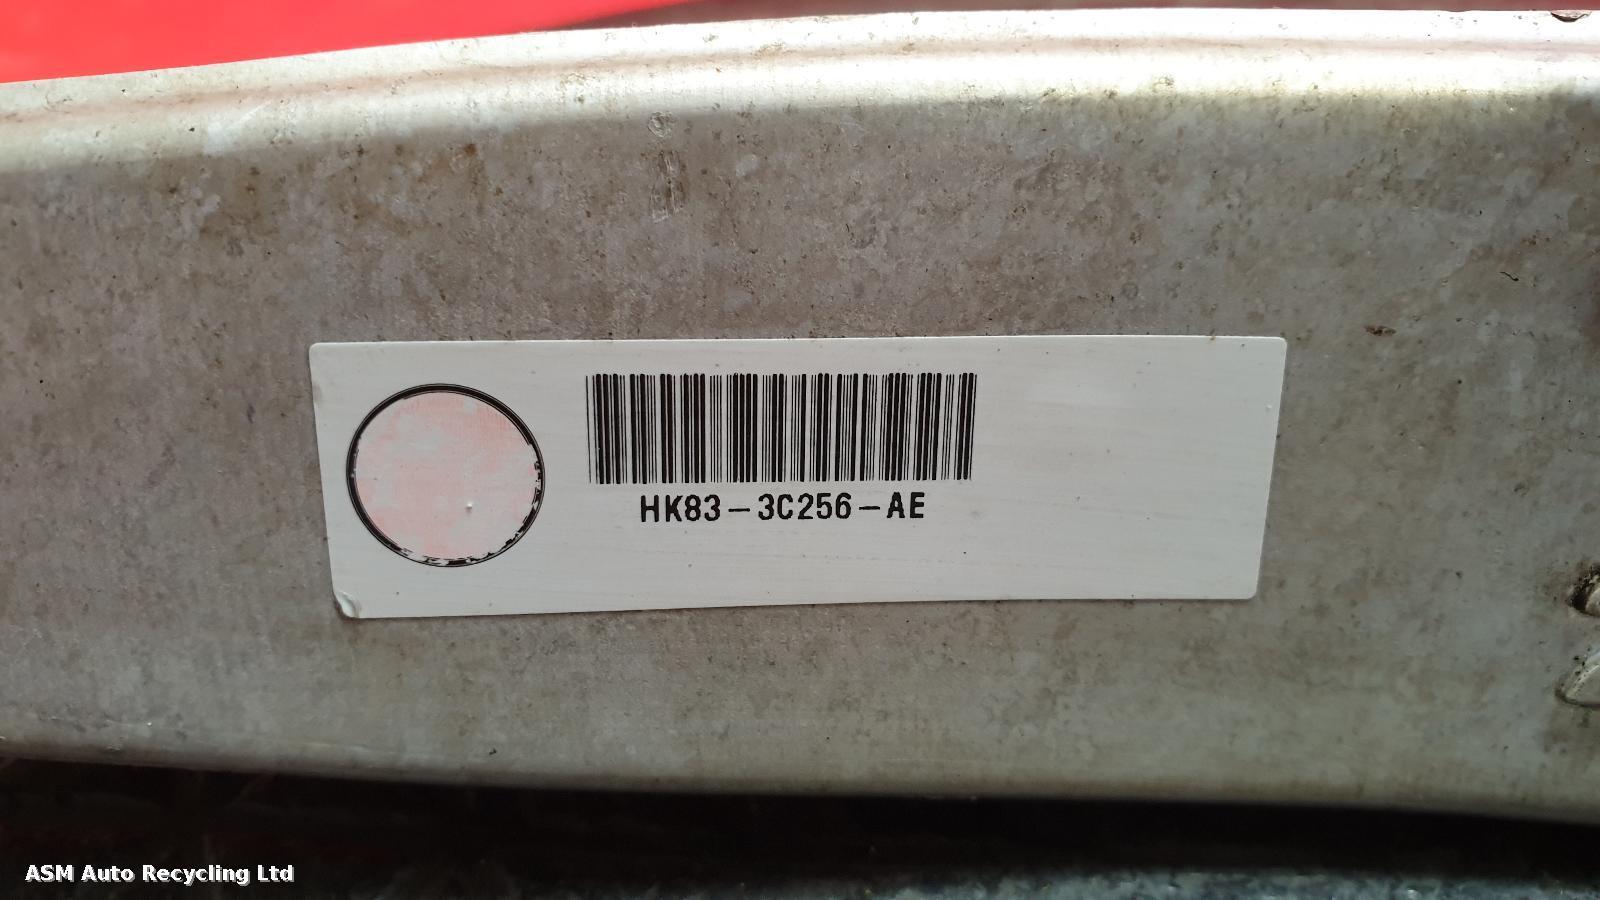 HK83-3C256-AE
ASM Auto Recycling Ltd